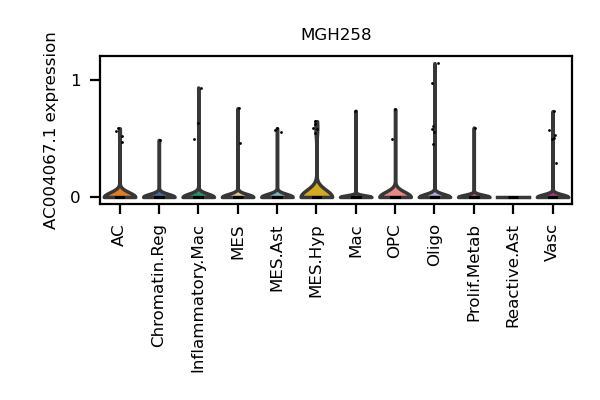 MGH258
AC004067.1 expression
1
0
AC
Chromatin.Reg
Inflammatory.Mac
MES
MES.Ast
MES.Hyp
Mac
OPC
Oligo
Prolif.Metab
Reactive.Ast
Vasc